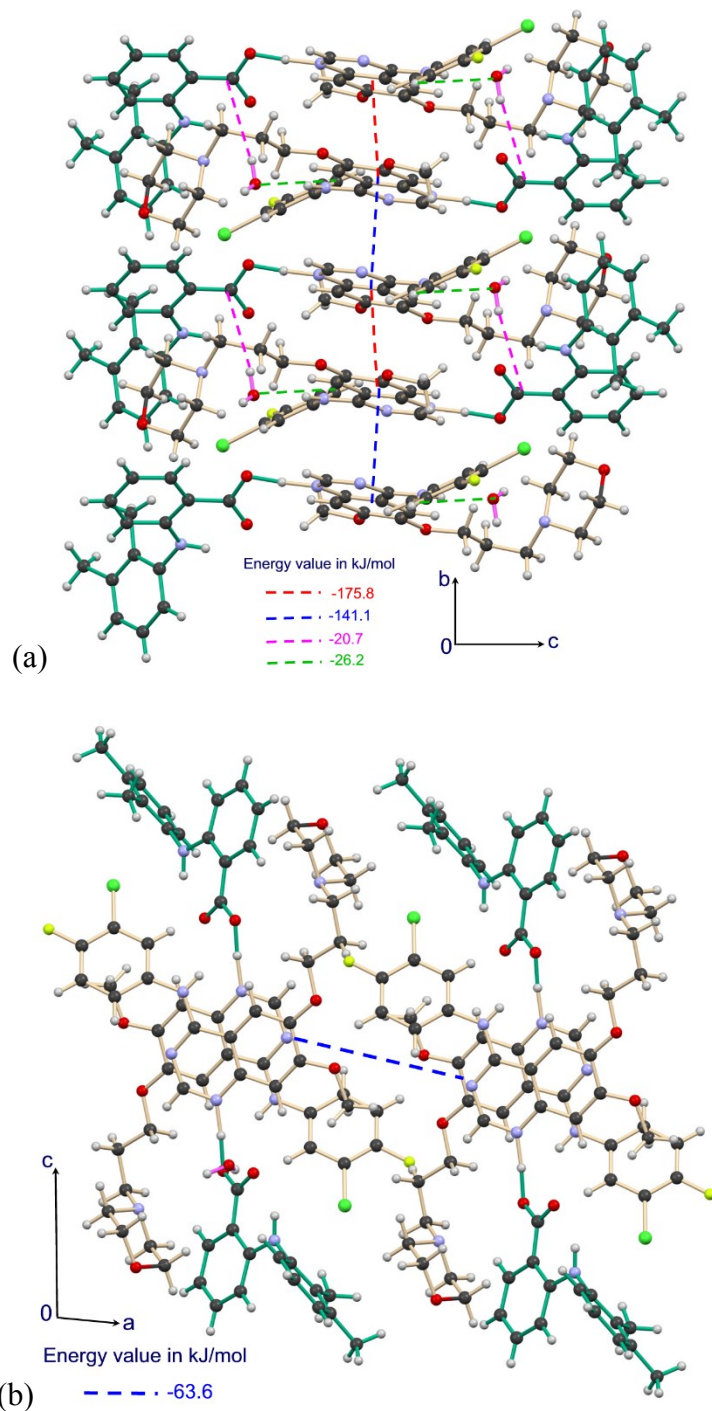 Energy value in kJ/mol
-175.8
-141.1
-20.7
-26.2
b
0
c
(a)
c
0
a
Energy value in kJ/mol
-63.6
(b)